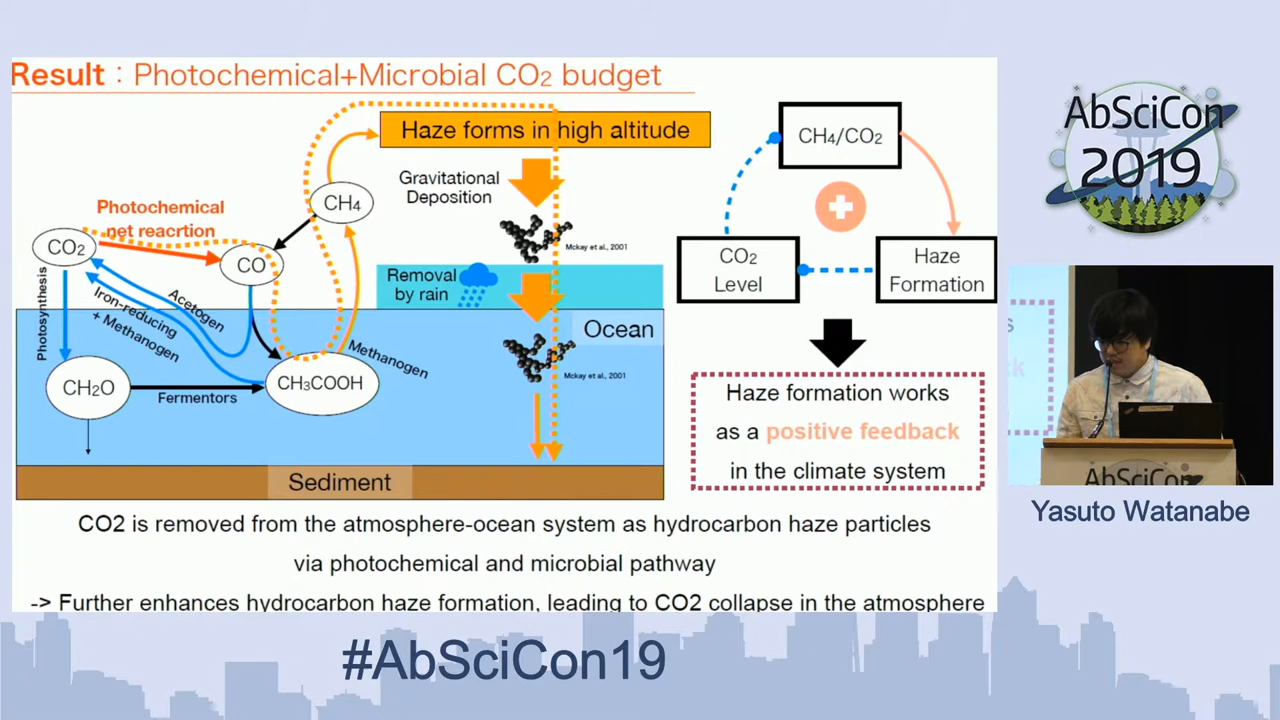 Result : Photochemical+Microbial CO2 budget
Haze forms in high altitude
Gravitational
Deposition
CH4
Photochemical
net reacrtion
CO2
CO
Mckay et al., 2001
Removal
by rain
Photosynthesis
Acetogen
Iron-reducing
+ Methanogen
Ocean
Methanogen
Mckay et al., 2001
CH2O
CH3COOH
Fermentors
Sediment
CH4/CO2
CO2
Level
Haze
Formation
Haze formation works
as a positive feedback
in the climate system
CO2 is removed from the atmosphere-ocean system as hydrocarbon haze particles
via photochemical and microbial pathway
-> Further enhances hydrocarbon haze formation, leading to CO2 collapse in the atmosphere
AbSciCon
2019
s
k
AbSciCon
Yasuto Watanabe
#AbSciCon19